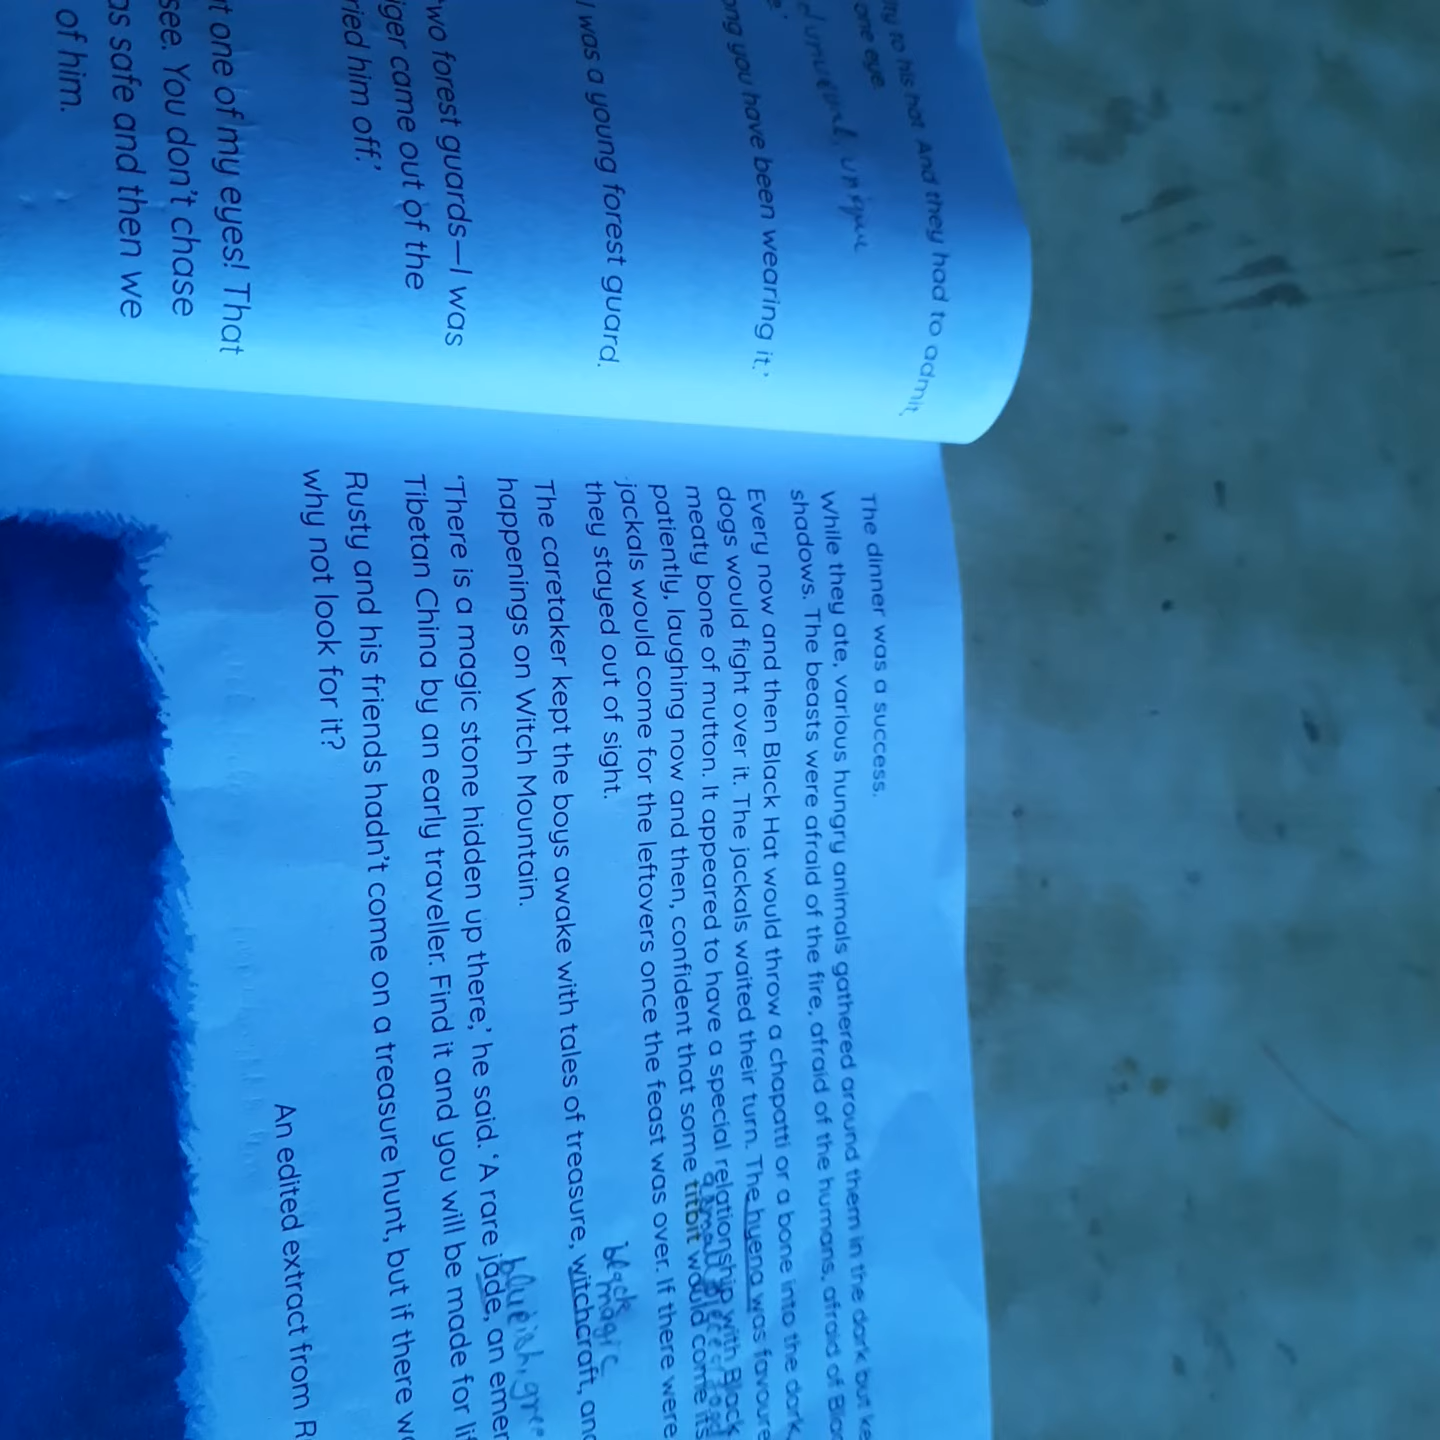 ry to his hat. And they had to admit,
one eye.
d unusual, unique
e.'
ong you have been wearing it.'
I was a young forest guard.
two forest guards—I was
iger came out of the
ried him off.'
t one of my eyes! That
see. You don't chase
as safe and then we
of him.
The dinner was a success.
While they ate, various hungry animals gathered around them in the dark but ke
shadows. The beasts were afraid of the fire, afraid of the humans, afraid of Blac
Every now and then Black Hat would throw a chapatti or a bone into the dark,
dogs would fight over it. The jackals waited their turn. The hyena was favoure
meaty bone of mutton. It appeared to have a special relationship with Black
a small piece of food
patiently, laughing now and then, confident that some titbit would come its
jackals would come for the leftovers once the feast was over. If there were
they stayed out of sight.
black
magic
The caretaker kept the boys awake with tales of treasure, witchcraft, and
happenings on Witch Mountain.
blueish, gree
'There is a magic stone hidden up there,' he said. 'A rare jade, an emer
Tibetan China by an early traveller. Find it and you will be made for lif
Rusty and his friends hadn't come on a treasure hunt, but if there wa
why not look for it?
An edited extract from R